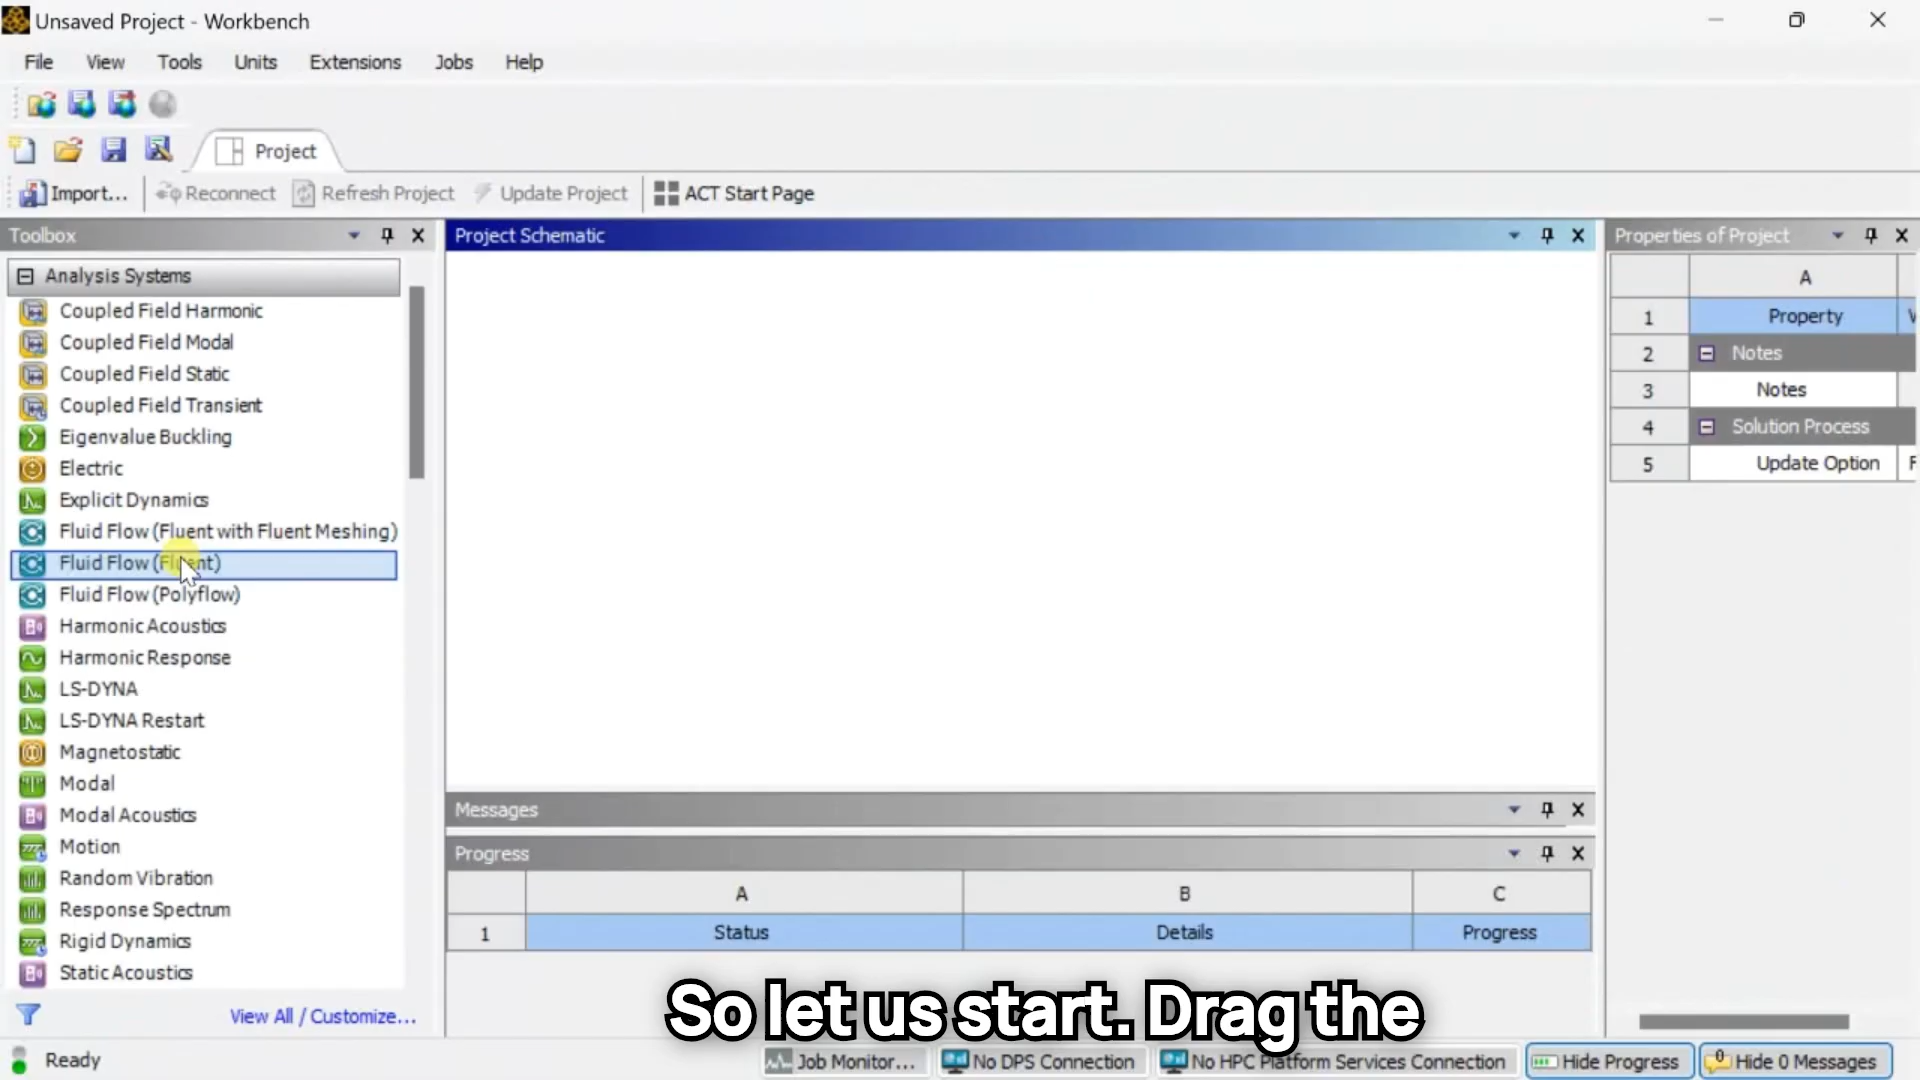 Unsaved Project - Workbench
File View Tools Units Extensions Jobs Help
Project
Import... Reconnect Refresh Project Update Project ACT Start Page
Toolbox
Analysis Systems
Coupled Field Harmonic
Coupled Field Modal
Coupled Field Static
Coupled Field Transient
Eigenvalue Buckling
Electric
Explicit Dynamics
Fluid Flow (Fluent with Fluent Meshing)
Fluid Flow (Fluent)
Fluid Flow (Polyflow)
Harmonic Acoustics
Harmonic Response
LS-DYNA
LS-DYNA Restart
Magnetostatic
Modal
Modal Acoustics
Motion
Random Vibration
Response Spectrum
Rigid Dynamics
Static Acoustics
View All / Customize...
Project Schematic
Messages
Progress
A B C
1 Status Details Progress
Properties of Project
A
1 Property
2 Notes
3 Notes
4 Solution Process
5 Update Option
So let us start. Drag the
Ready
Job Monitor... No DPS Connection No HPC Platform Services Connection Hide Progress Hide 0 Messages